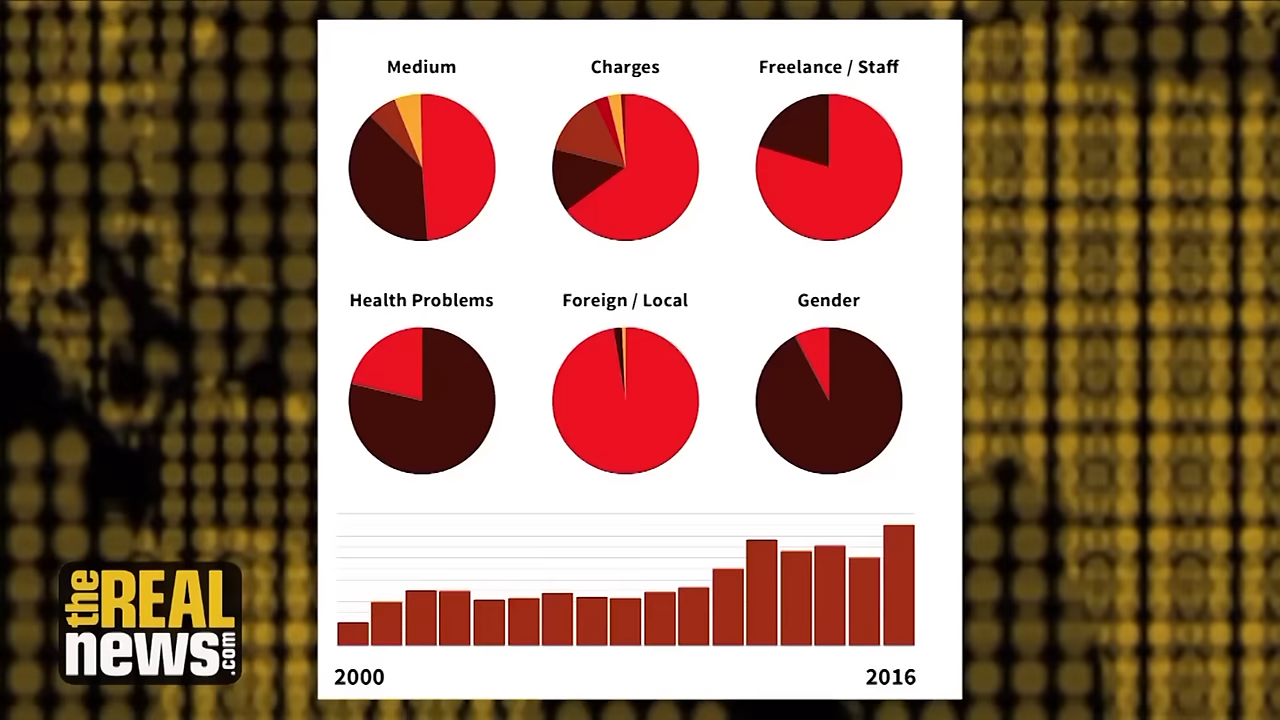 Medium
Charges
Freelance / Staff
Health Problems
Foreign / Local
Gender
2000
2016
the REAL
news.com